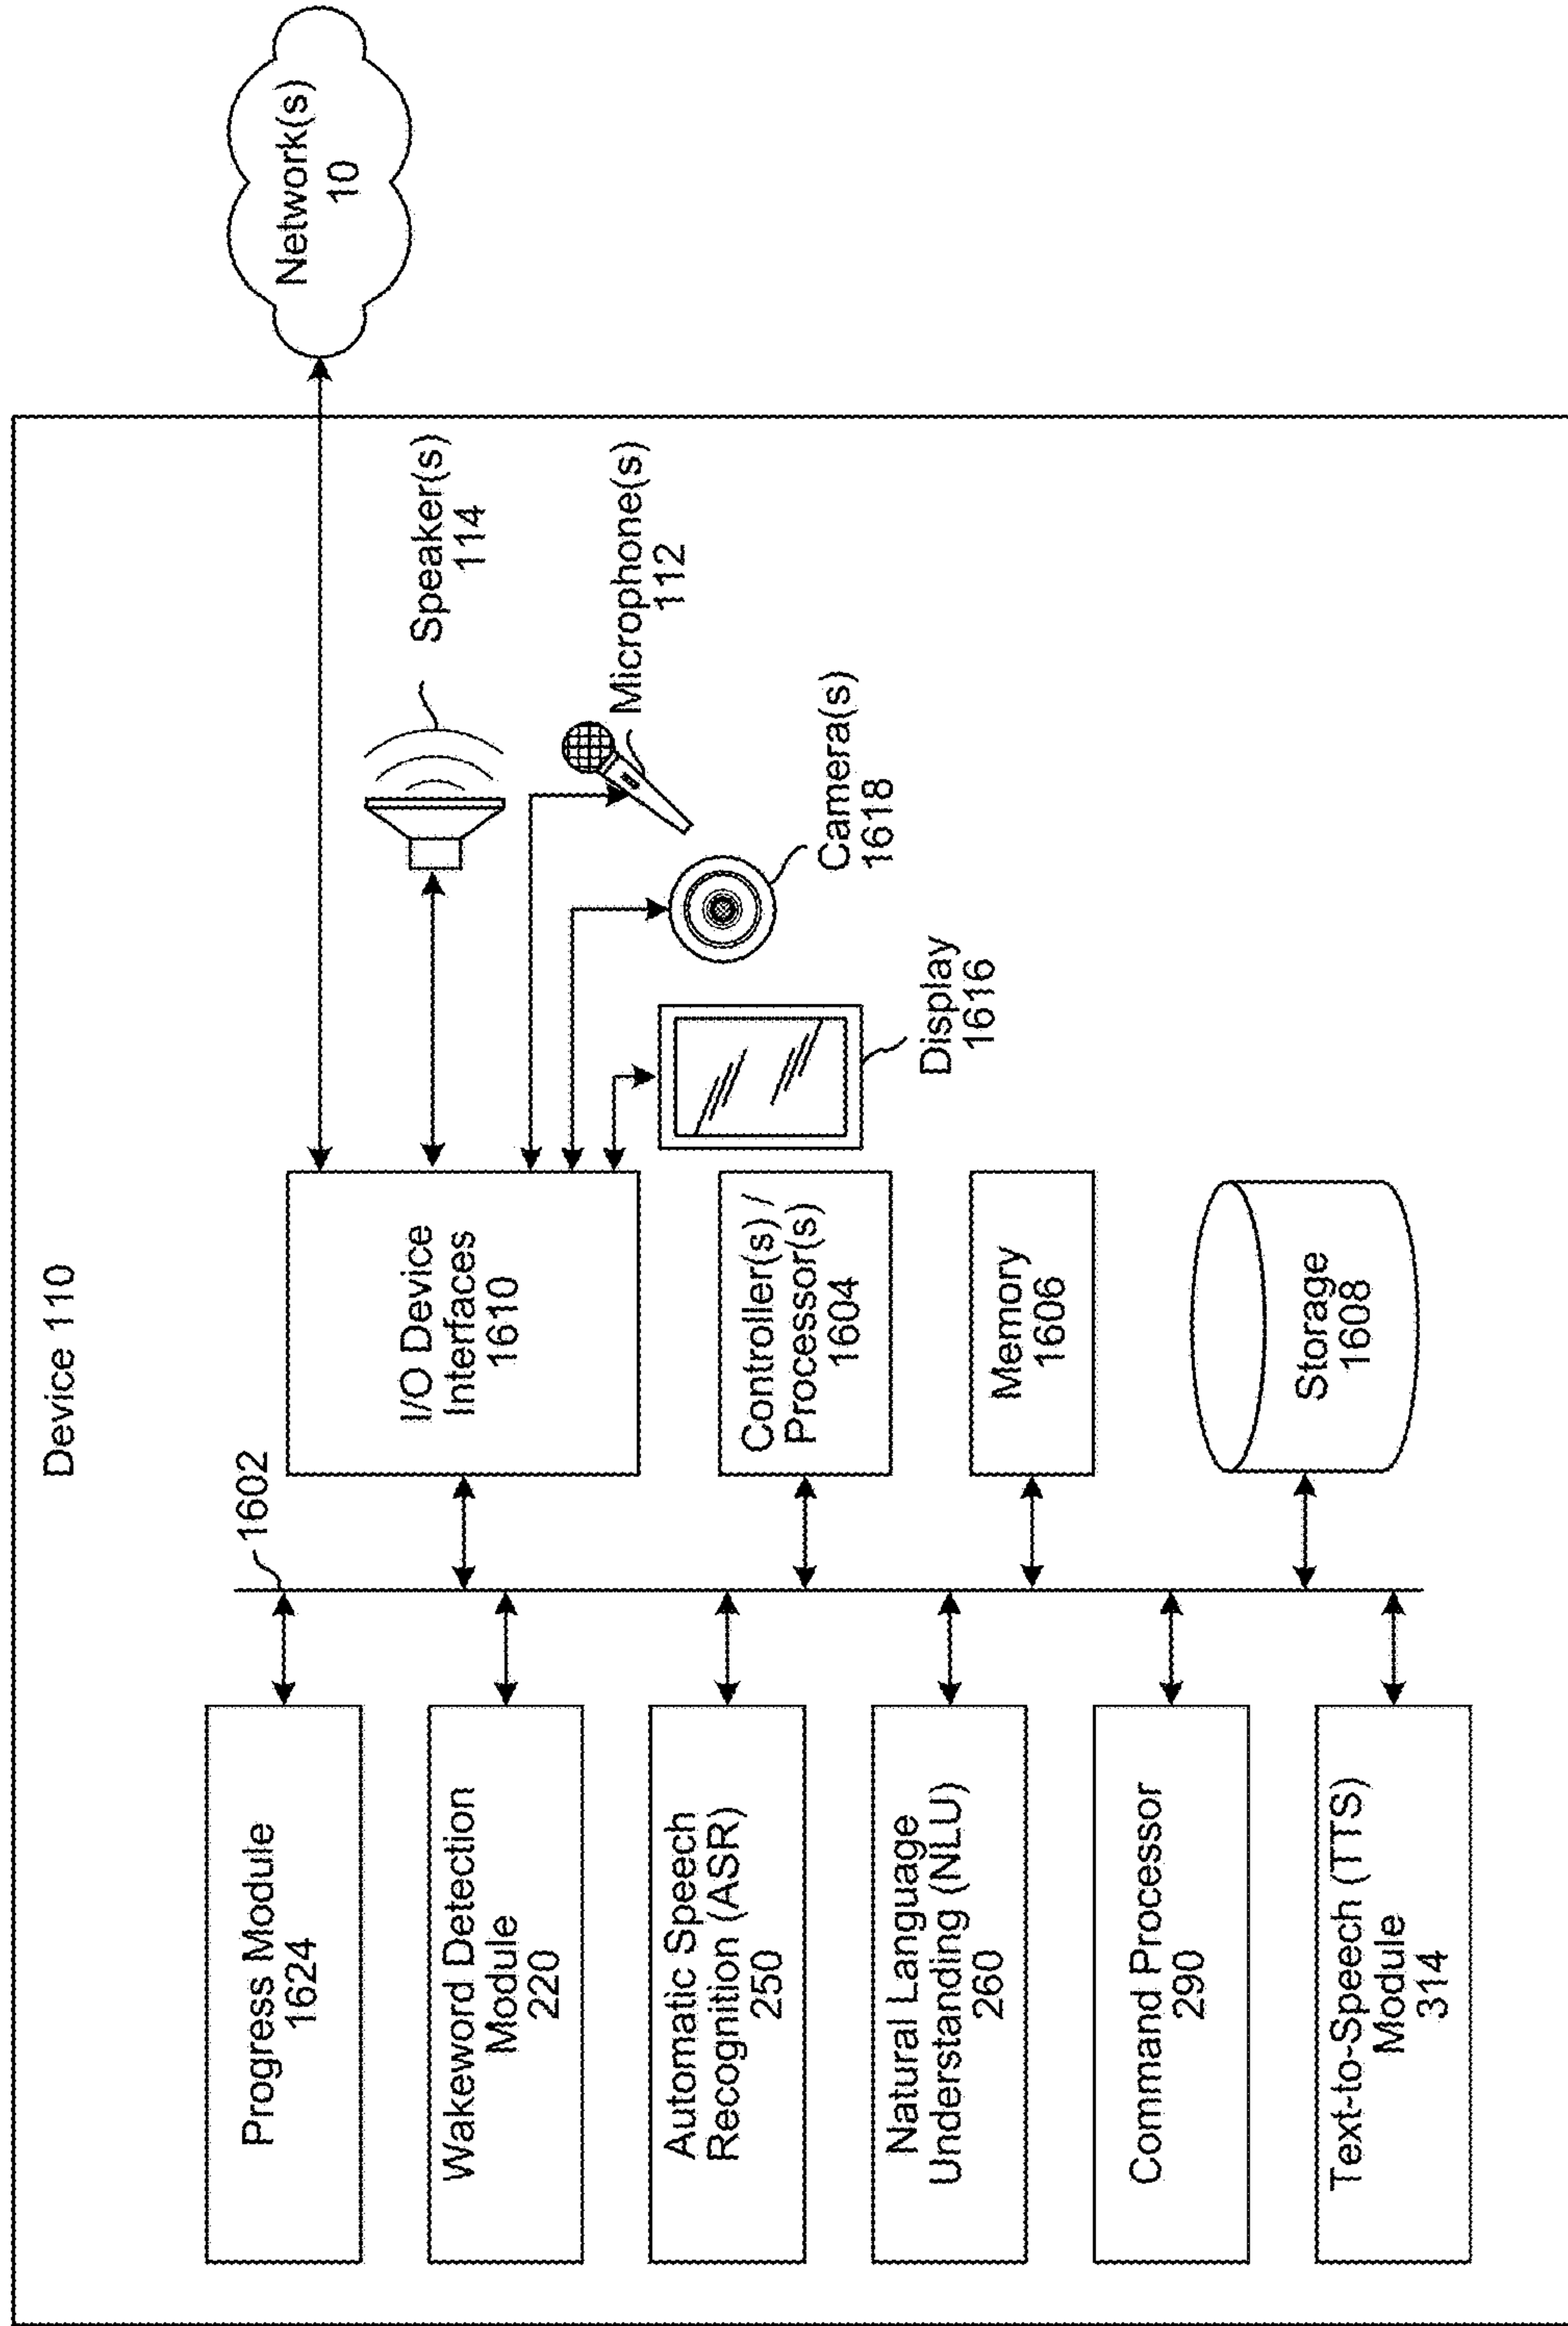 Device 110
1602
Progress Module
1624
Wakeword Detection
Module
220
Automatic Speech
Recognition (ASR)
250
Natural Language
Understanding (NLU)
260
Command Processor
290
Text-to-Speech (TTS)
Module
314
I/O Device
Interfaces
1610
Controller(s) /
Processor(s)
1604
Memory
1606
Storage
1608
Display
1616
Camera(s)
1618
Microphone(s)
112
Speaker(s)
114
Network(s)
10